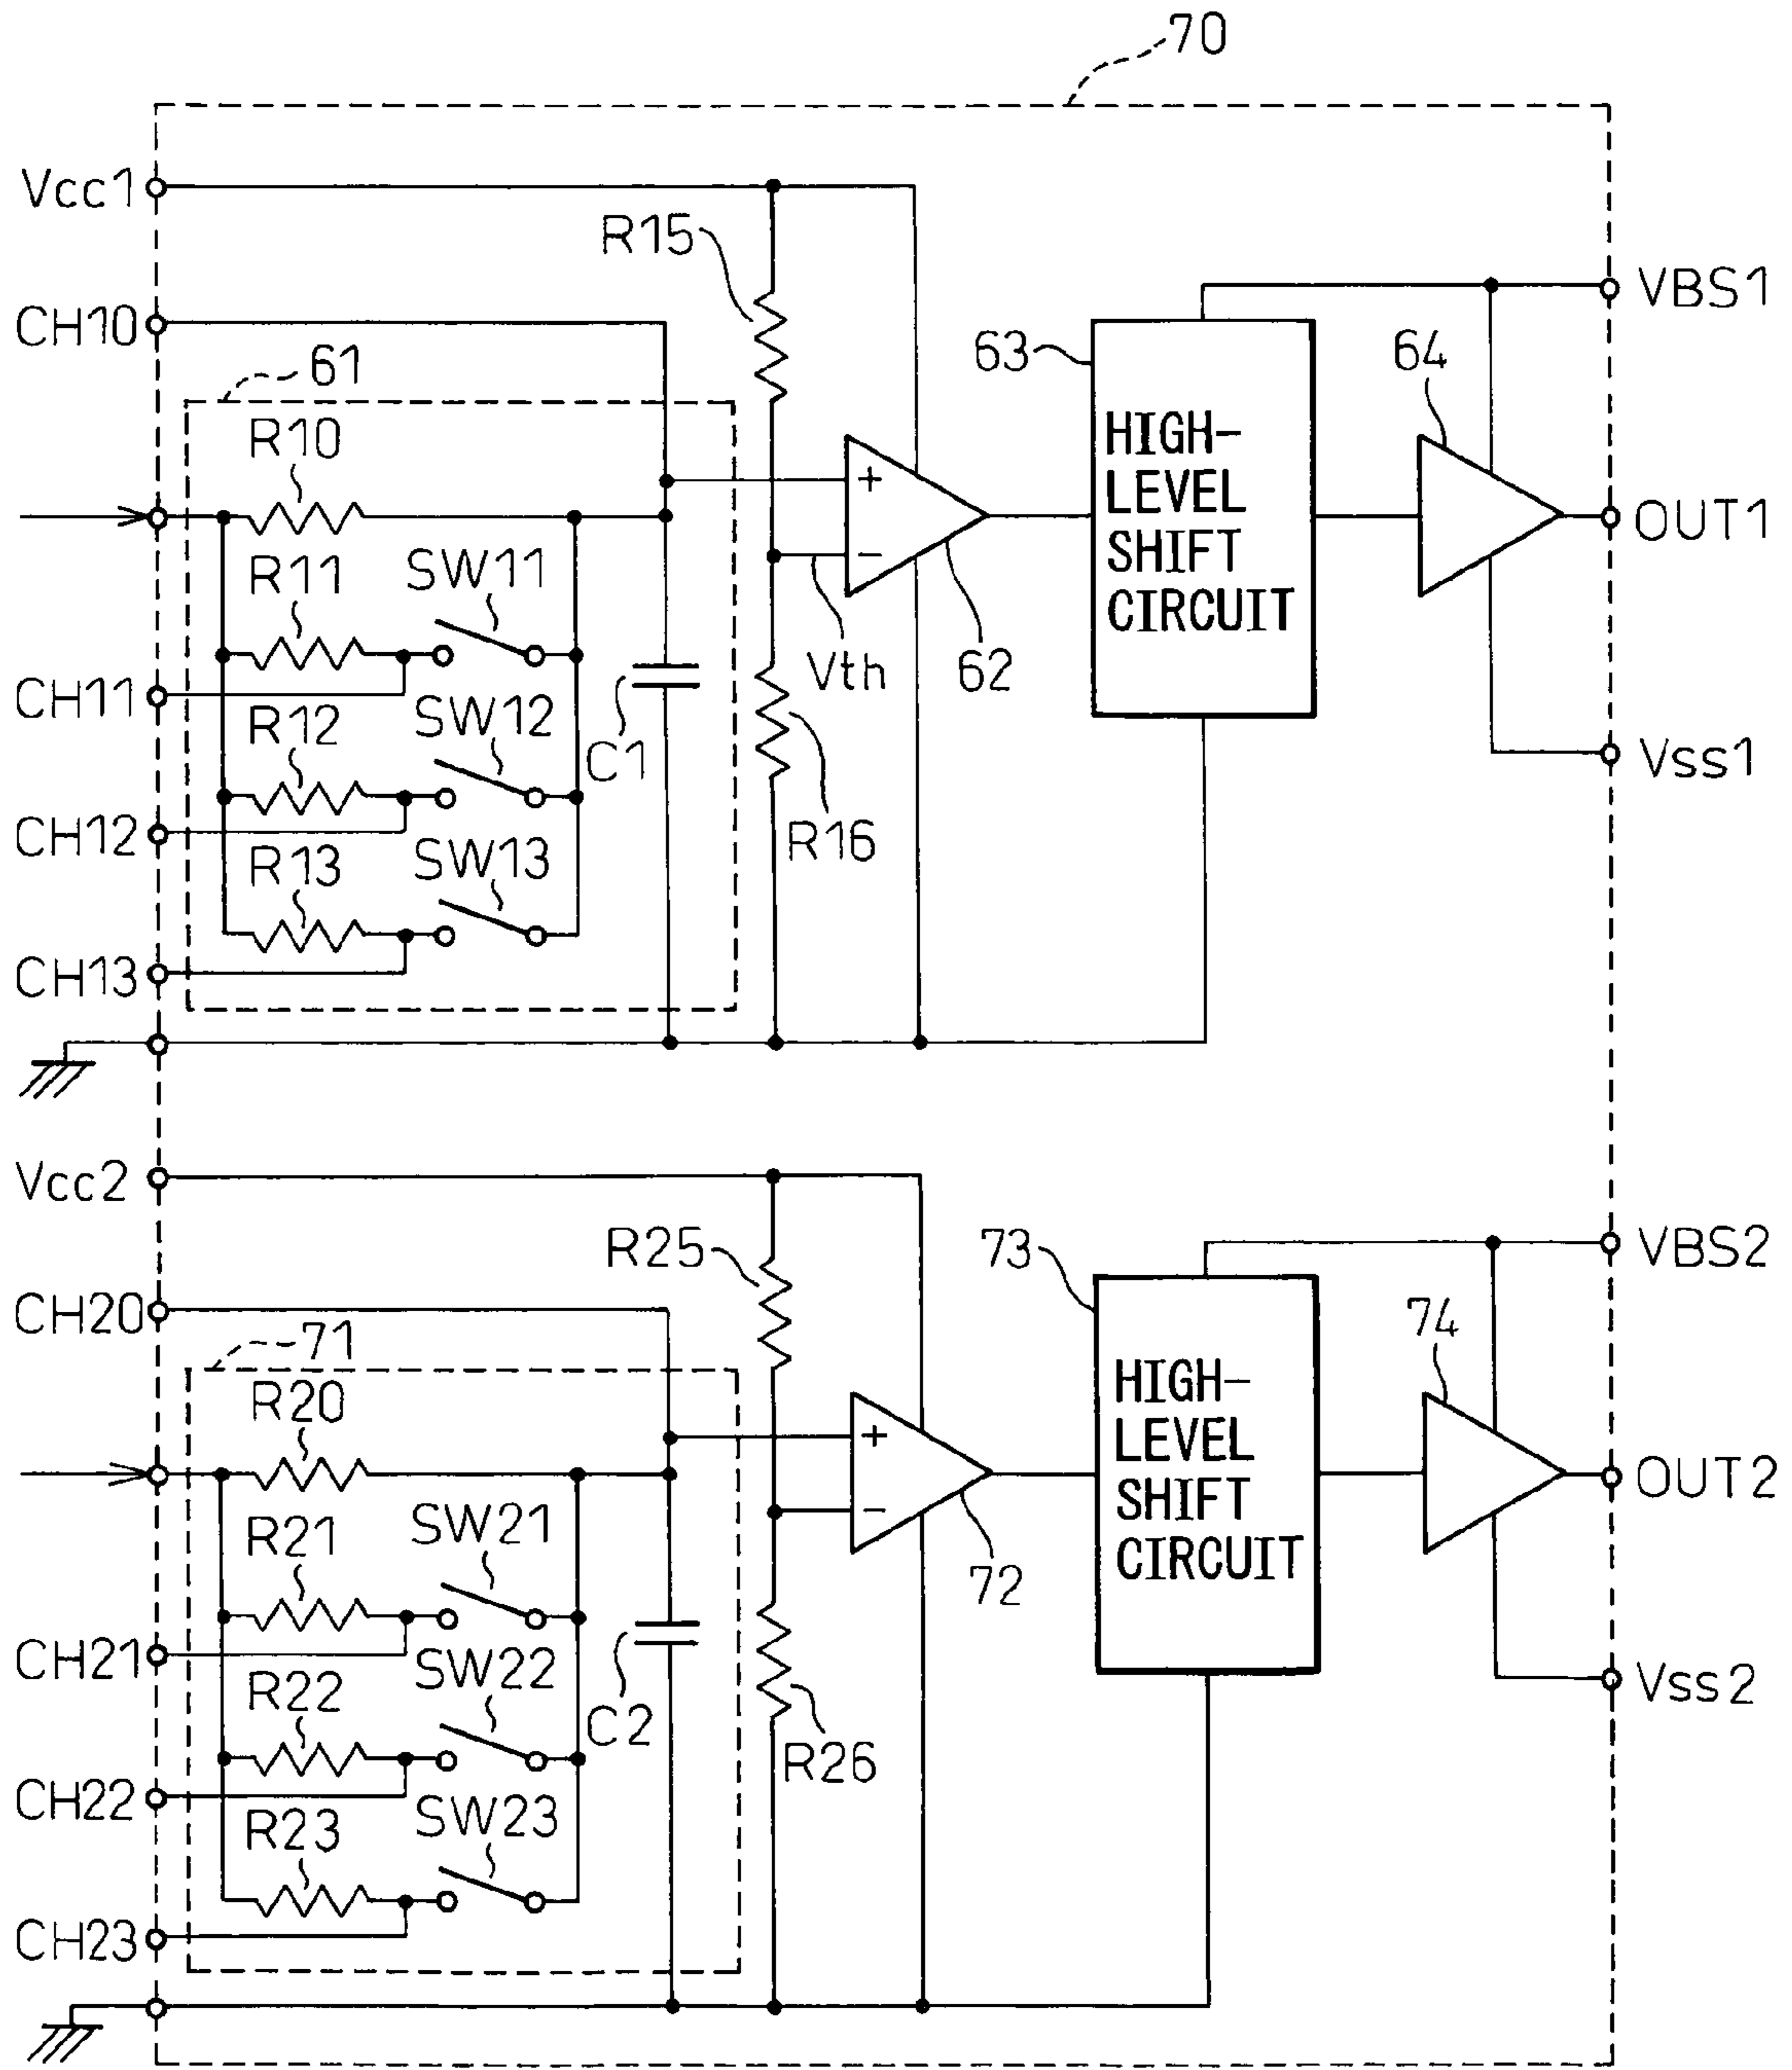 70
Vcc1
R15
VBS1
CH10
63
64
61
R10
HIGH-
LEVEL
SHIFT
CIRCUIT
+
−
OUT1
R11
SW11
Vth
62
CH11
R12
SW12
C1
Vss1
CH12
R13
SW13
R16
CH13
Vcc2
R25
73
VBS2
CH20
74
71
R20
HIGH-
LEVEL
SHIFT
CIRCUIT
+
−
OUT2
R21
SW21
72
CH21
R22
SW22
C2
Vss2
R26
CH22
R23
SW23
CH23